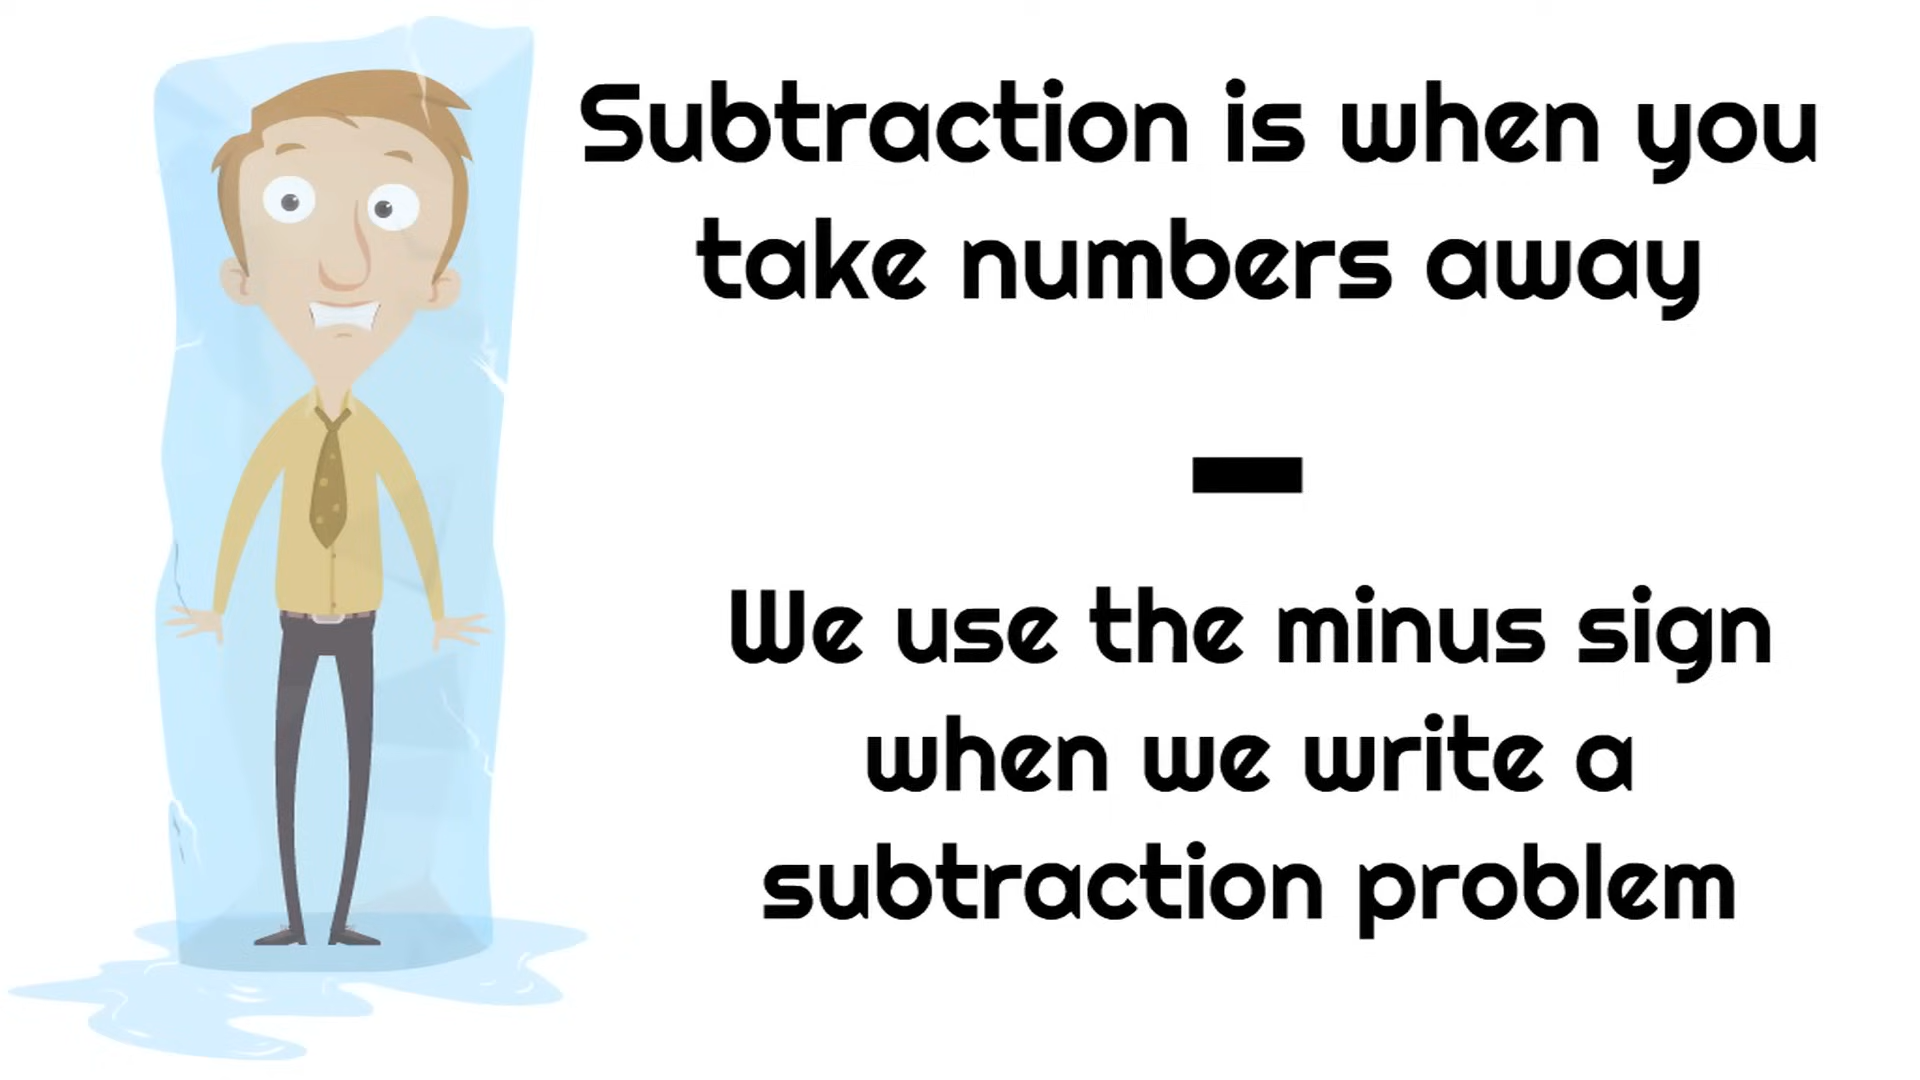 Subtraction is when you
take numbers away
-
We use the minus sign
when we write a
subtraction problem